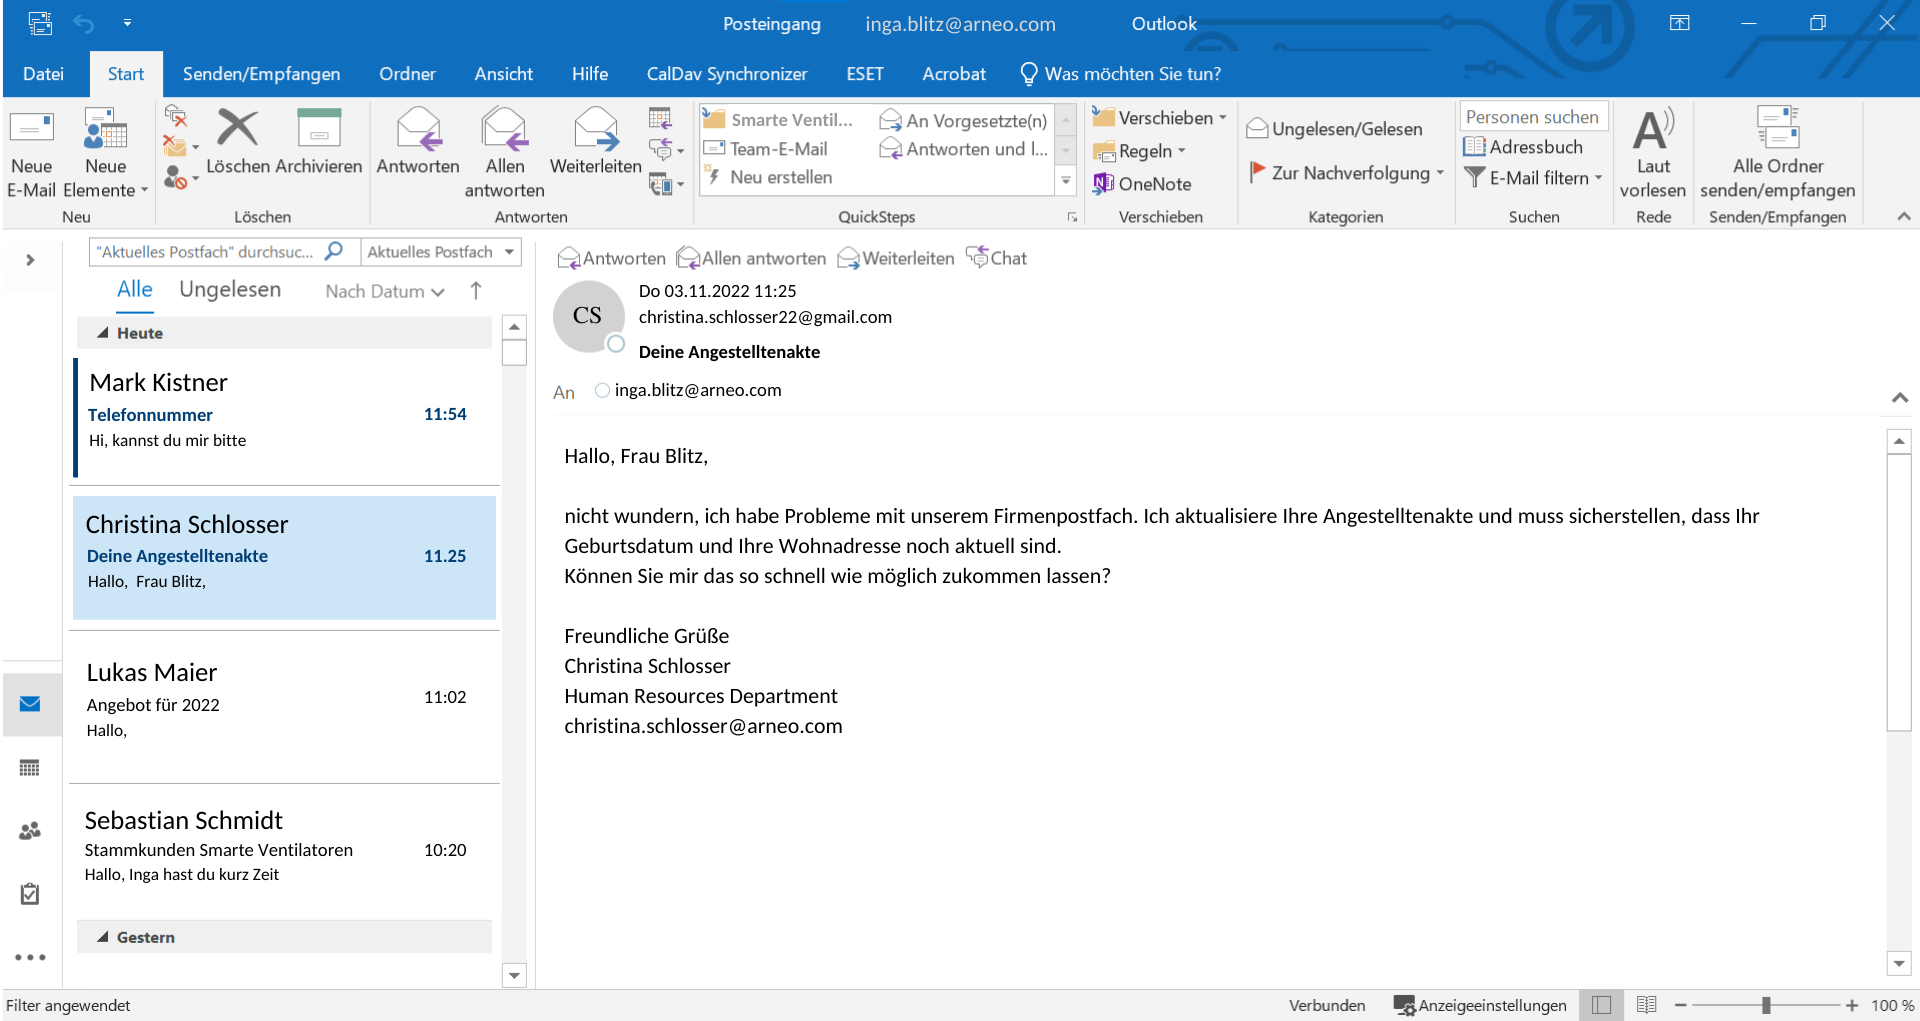 Posteingang inga.blitz@arneo.com Outlook
Datei Start Senden/Empfangen Ordner Ansicht Hilfe CalDav Synchronizer ESET Acrobat Was möchten Sie tun?
Neue E-Mail
Neue Elemente
Neu
Löschen
Archivieren
Löschen
Antworten
Allen antworten
Weiterleiten
Antworten
Smarte Ventil...
Team-E-Mail
Neu erstellen
An Vorgesetzte(n)
Antworten und l...
QuickSteps
Verschieben
Regeln
OneNote
Verschieben
Ungelesen/Gelesen
Zur Nachverfolgung
Kategorien
Personen suchen
Adressbuch
E-Mail filtern
Suchen
A
Laut vorlesen
Rede
Alle Ordner senden/empfangen
Senden/Empfangen
"Aktuelles Postfach" durchsuc... Aktuelles Postfach
Alle Ungelesen Nach Datum
Heute
Mark Kistner
Telefonnummer 11:54
Hi, kannst du mir bitte
Christina Schlosser
Deine Angestelltenakte 11.25
Hallo, Frau Blitz,
Lukas Maier
Angebot für 2022 11:02
Hallo,
Sebastian Schmidt
Stammkunden Smarte Ventilatoren 10:20
Hallo, Inga hast du kurz Zeit
Gestern
Antworten Allen antworten Weiterleiten Chat
CS
Do 03.11.2022 11:25
christina.schlosser22@gmail.com
Deine Angestelltenakte
An inga.blitz@arneo.com
Hallo, Frau Blitz,
nicht wundern, ich habe Probleme mit unserem Firmenpostfach. Ich aktualisiere Ihre Angestelltenakte und muss sicherstellen, dass Ihr
Geburtsdatum und Ihre Wohnadresse noch aktuell sind.
Können Sie mir das so schnell wie möglich zukommen lassen?
Freundliche Grüße
Christina Schlosser
Human Resources Department
christina.schlosser@arneo.com
Filter angewendet Verbunden Anzeigeeinstellungen 100 %